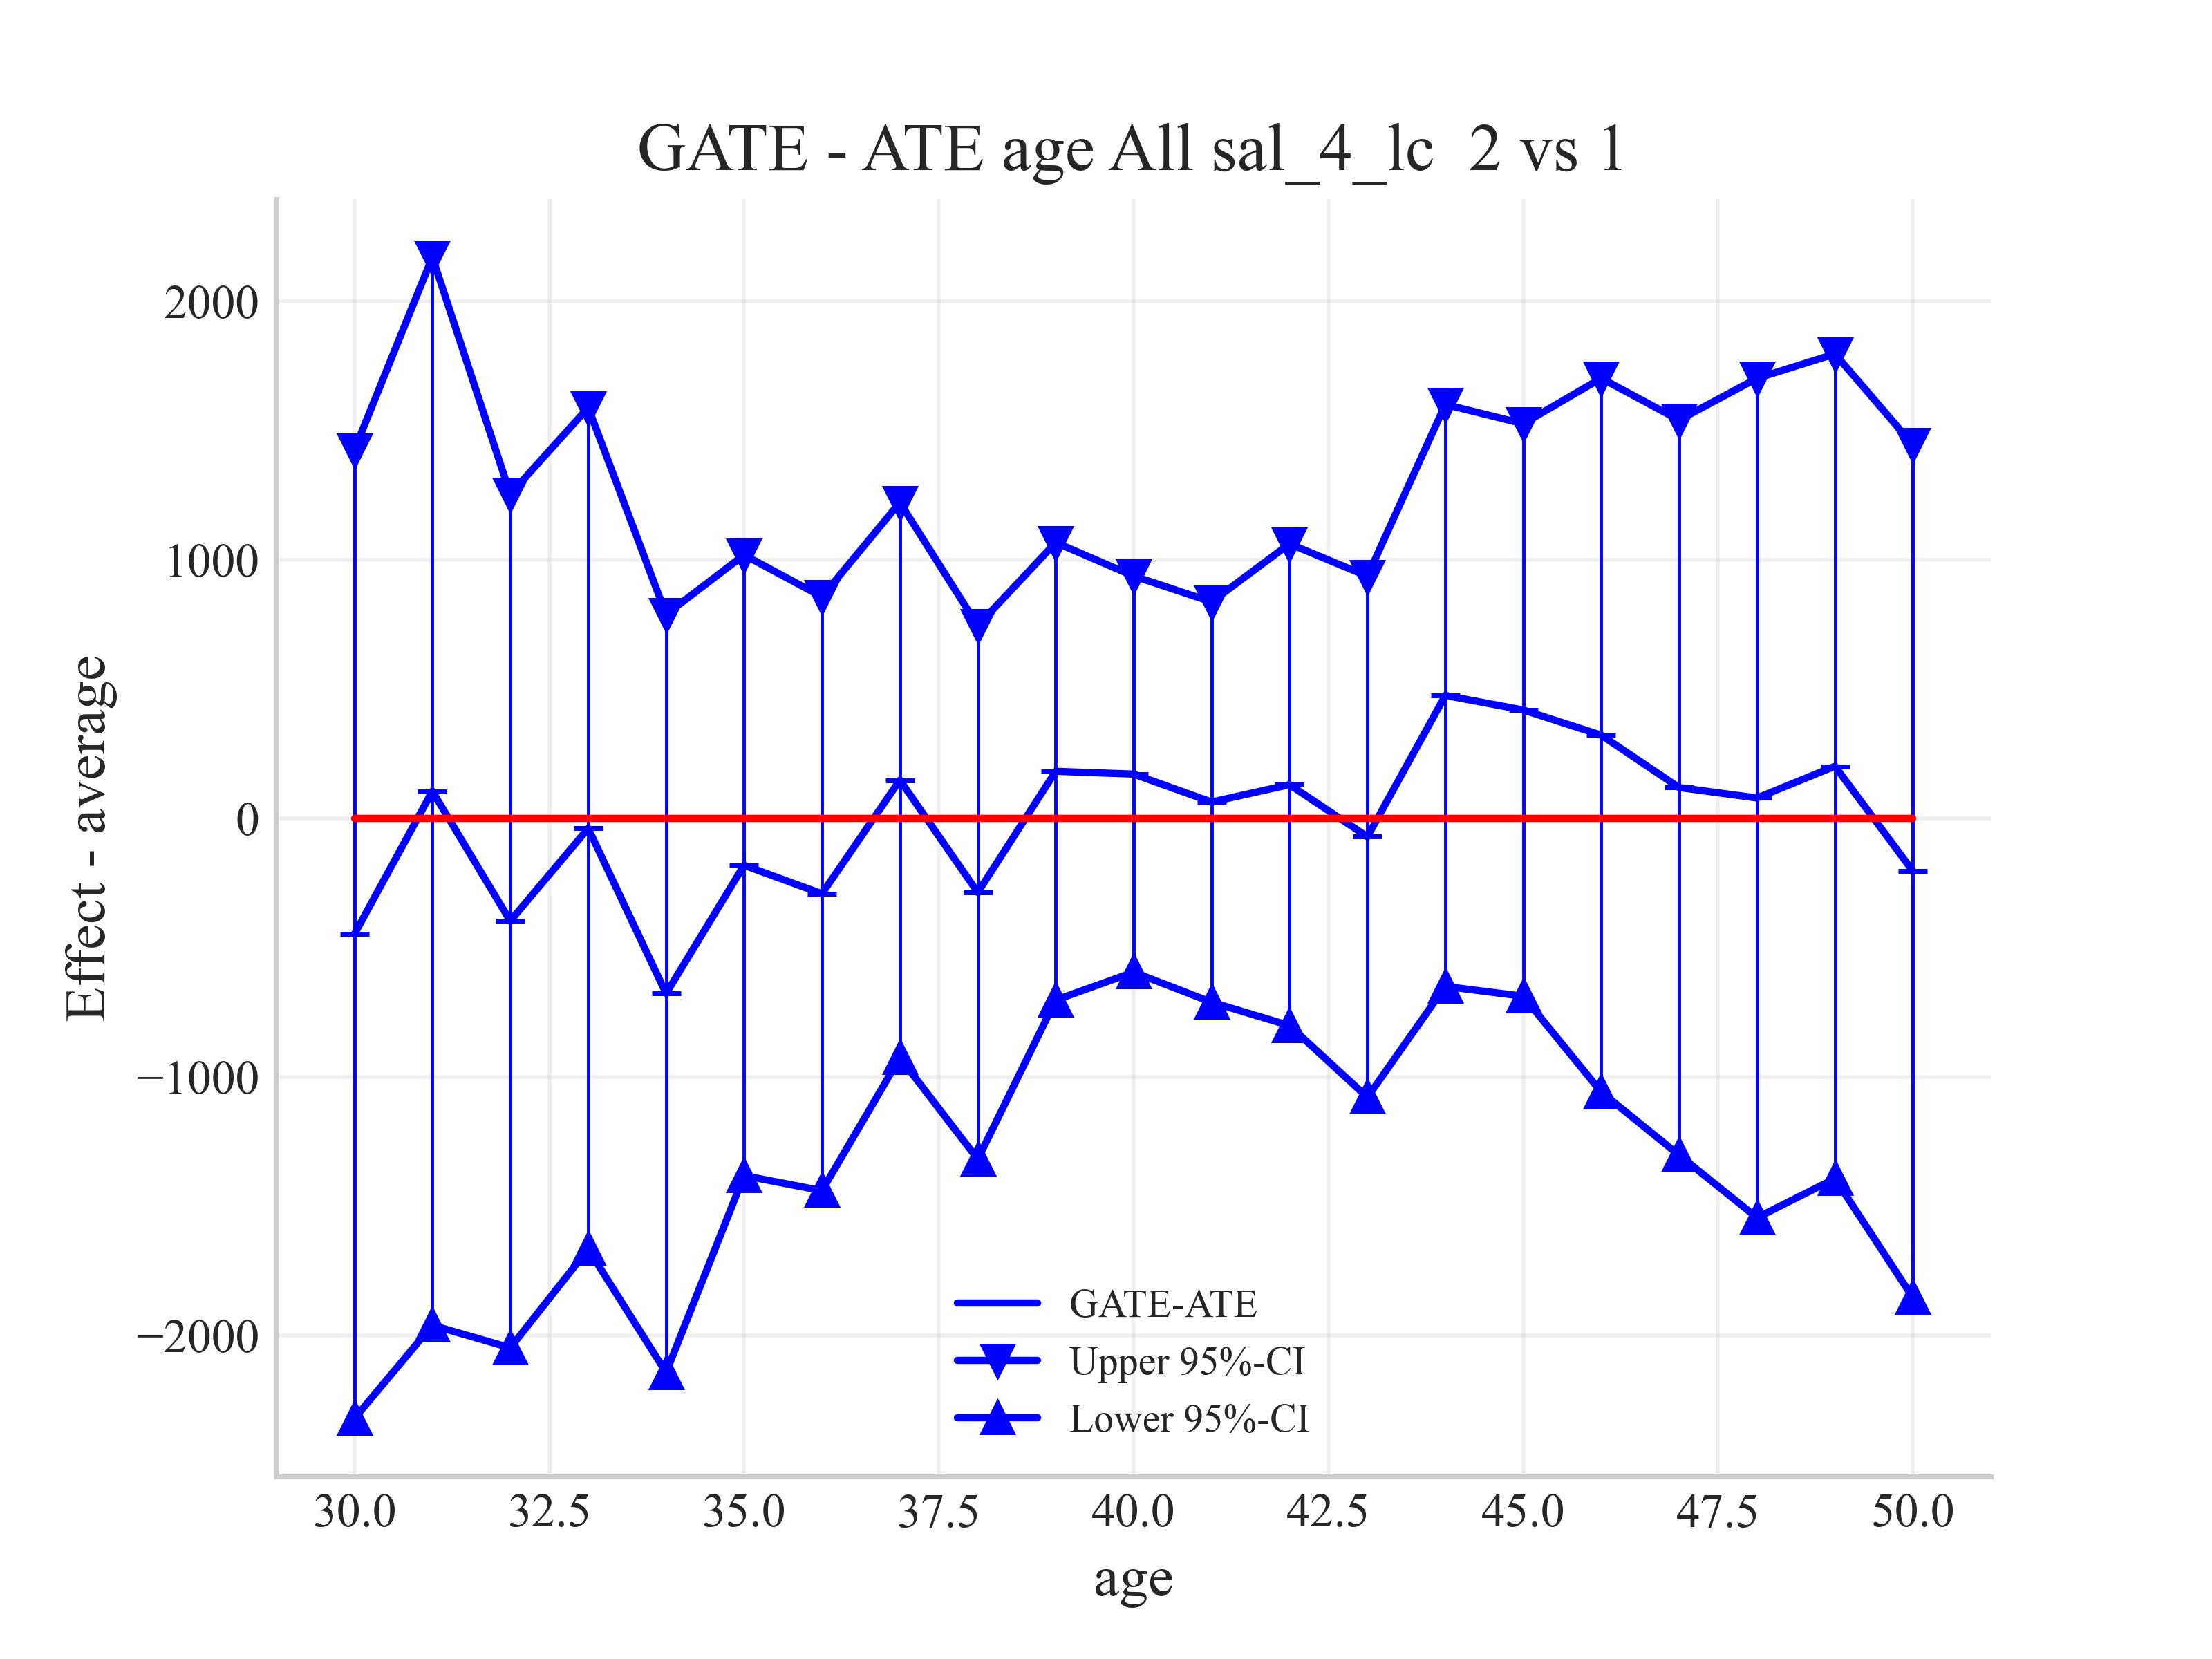 GATE - ATE age All sal_4_lc  2 vs 1
Effect - average
2000
1000
0
−1000
−2000
GATE-ATE
Upper 95%-CI
Lower 95%-CI
30.0 32.5 35.0 37.5 40.0 42.5 45.0 47.5 50.0
age